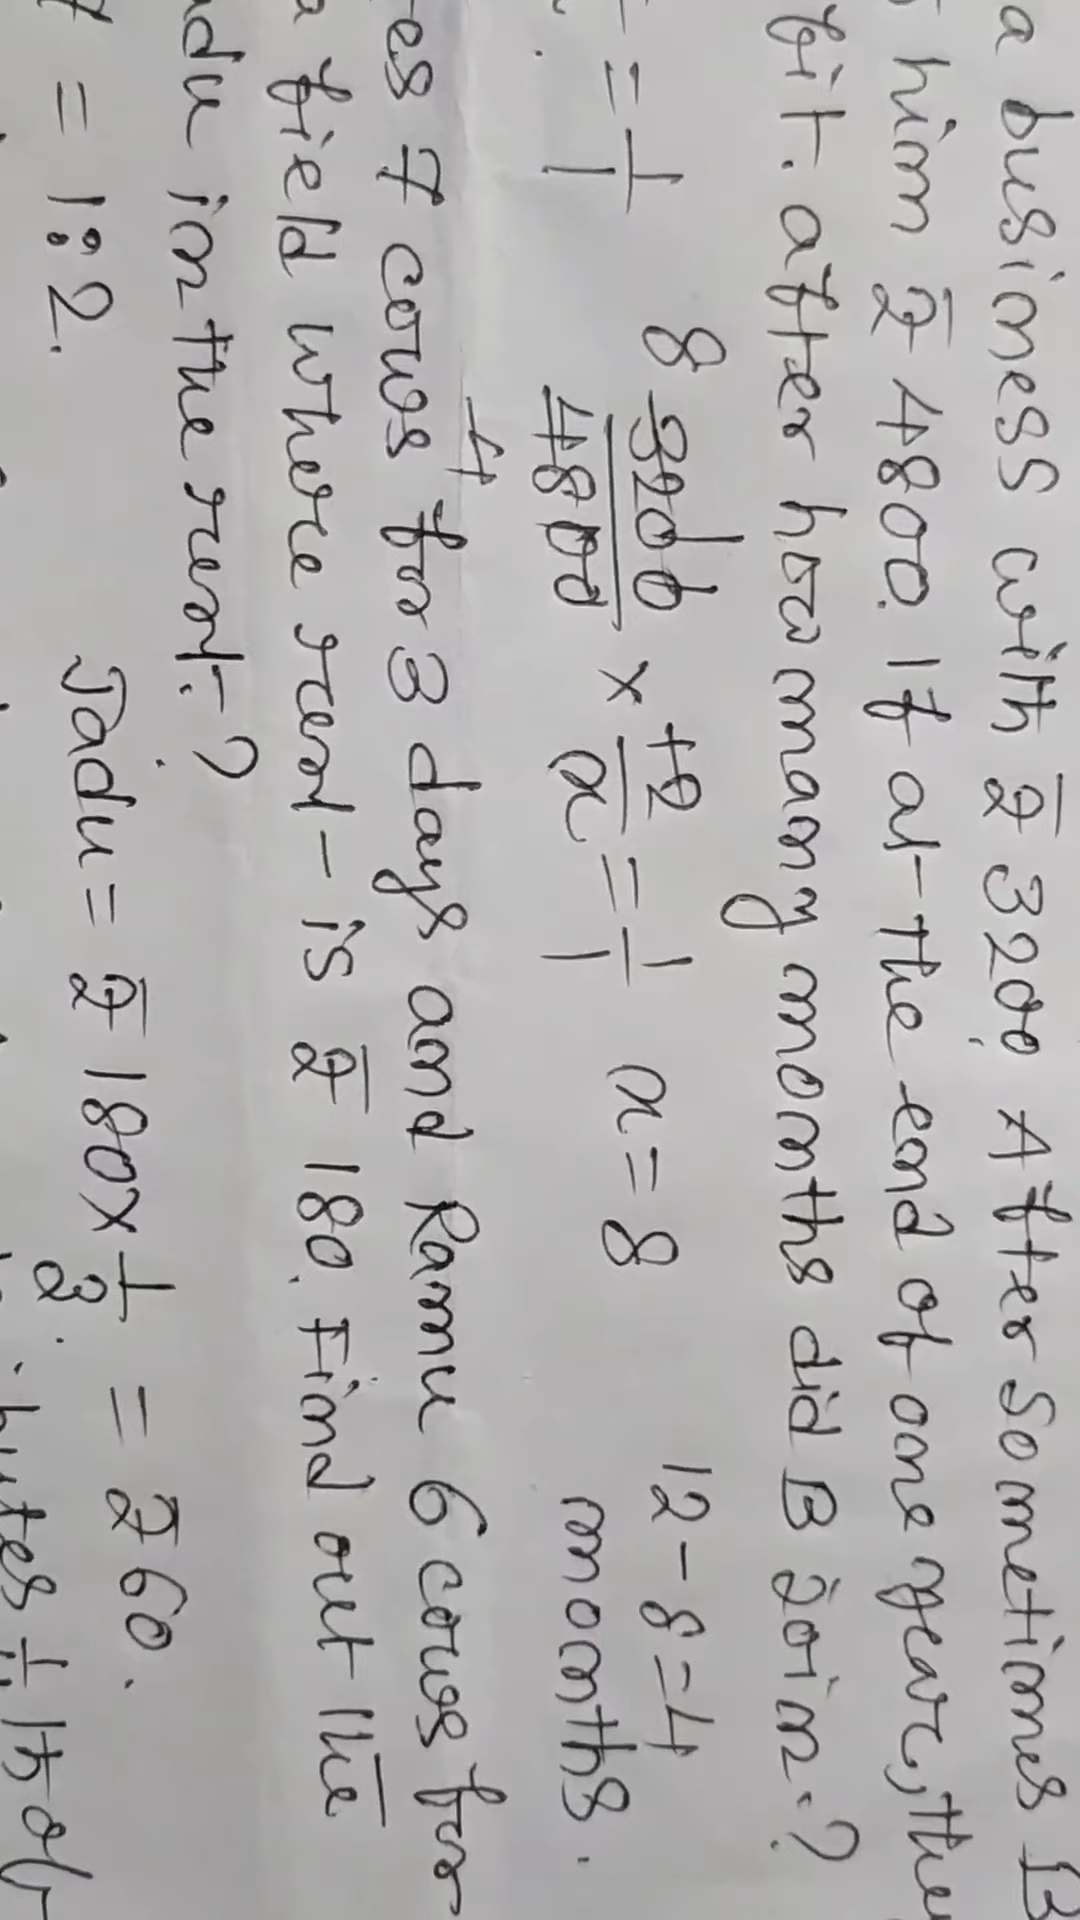 a business with ₹ 3200 After Sometimes B
him ₹ 4800. If at the end of one year, the
fit. after how many months did B Join?
= 1/1 8 3200/4800 × 12/x = 1/1 x = 8 12-8=4
4 months.
es 7 cows for 3 days and Ramu 6 cows for
a field where rent is ₹ 180. Find out the
adu in the rent?
= 1:2. Jadu = ₹ 180 × 1/3 = ₹ 60.